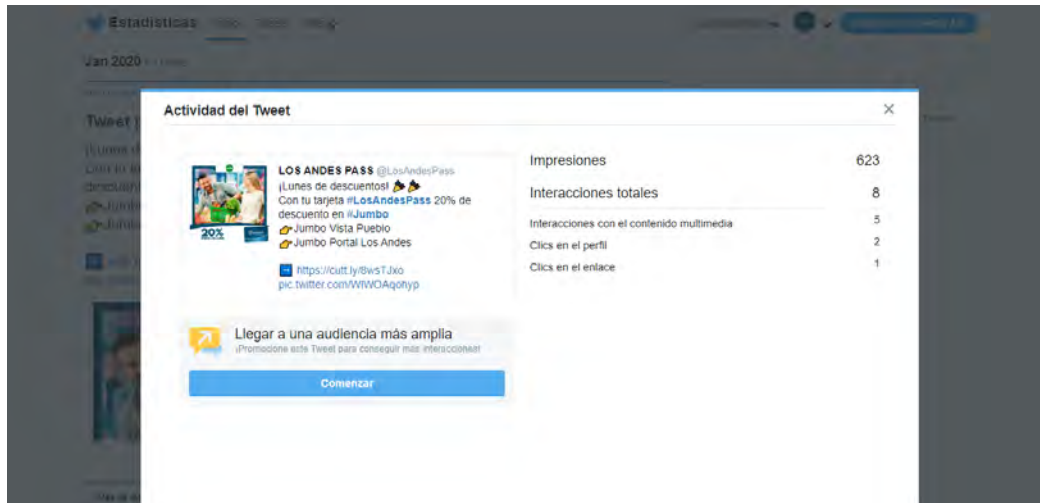 Estadísticas
Jan 2020
Actividad del Tweet
LOS ANDES PASS @LosAndesPass
¡Lunes de descuentos! 🎉🎉
Con tu tarjeta #LosAndesPass 20% de
descuento en #Jumbo
👉Jumbo Vista Pueblo
👉Jumbo Portal Los Andes
➡️ https://cutt.ly/8wsTJxo
pic.twitter.com/WIWOAqohyp
20%
Llegar a una audiencia más amplia
¡Promocione este Tweet para conseguir más interacciones!
Comenzar
Impresiones 623
Interacciones totales 8
Interacciones con el contenido multimedia 5
Clics en el perfil 2
Clics en el enlace 1
Tweet